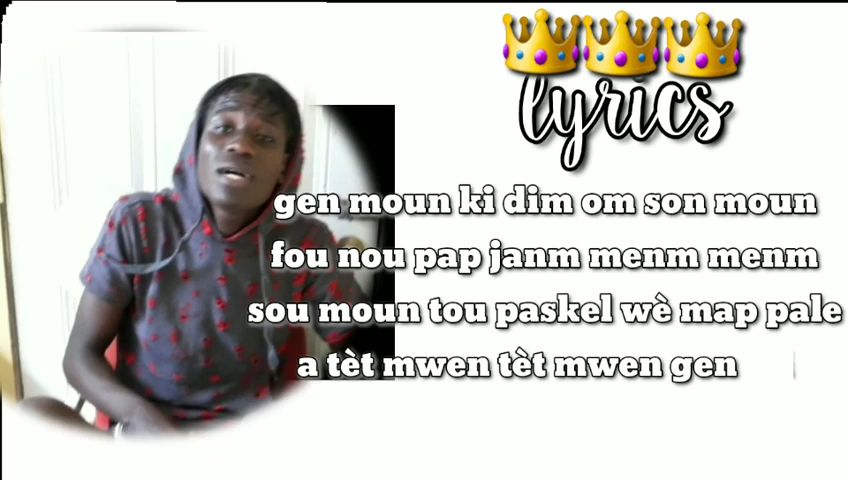 lyrics
gen moun ki dim om son moun
fou nou pap janm menm menm
sou moun tou paskel wè map pale
a tèt mwen tèt mwen gen